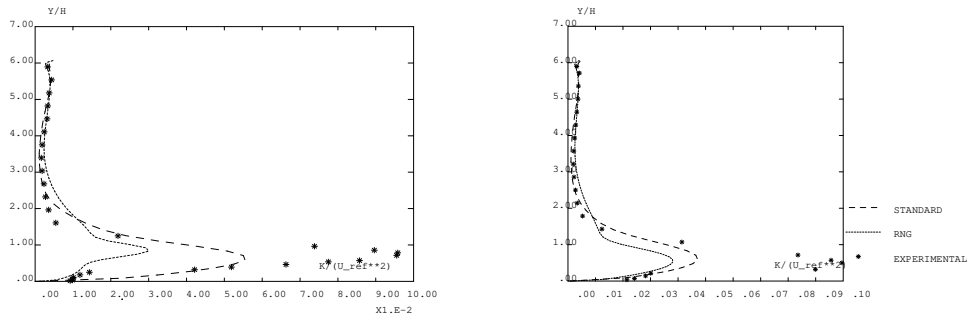 Y/H
7.00
6.00
5.00
4.00
3.00
2.00
1.00
.00
K/(U_ref**2)
.00 1.00 2.00 3.00 4.00 5.00 6.00 7.00 8.00 9.00 10.00
X1.E-2
Y/H
7.00
6.00
5.00
4.00
3.00
2.00
1.00
.00
K/(U_ref**2)
.00 .01 .02 .03 .04 .05 .06 .07 .08 .09 .10
STANDARD
RNG
EXPERIMENTAL